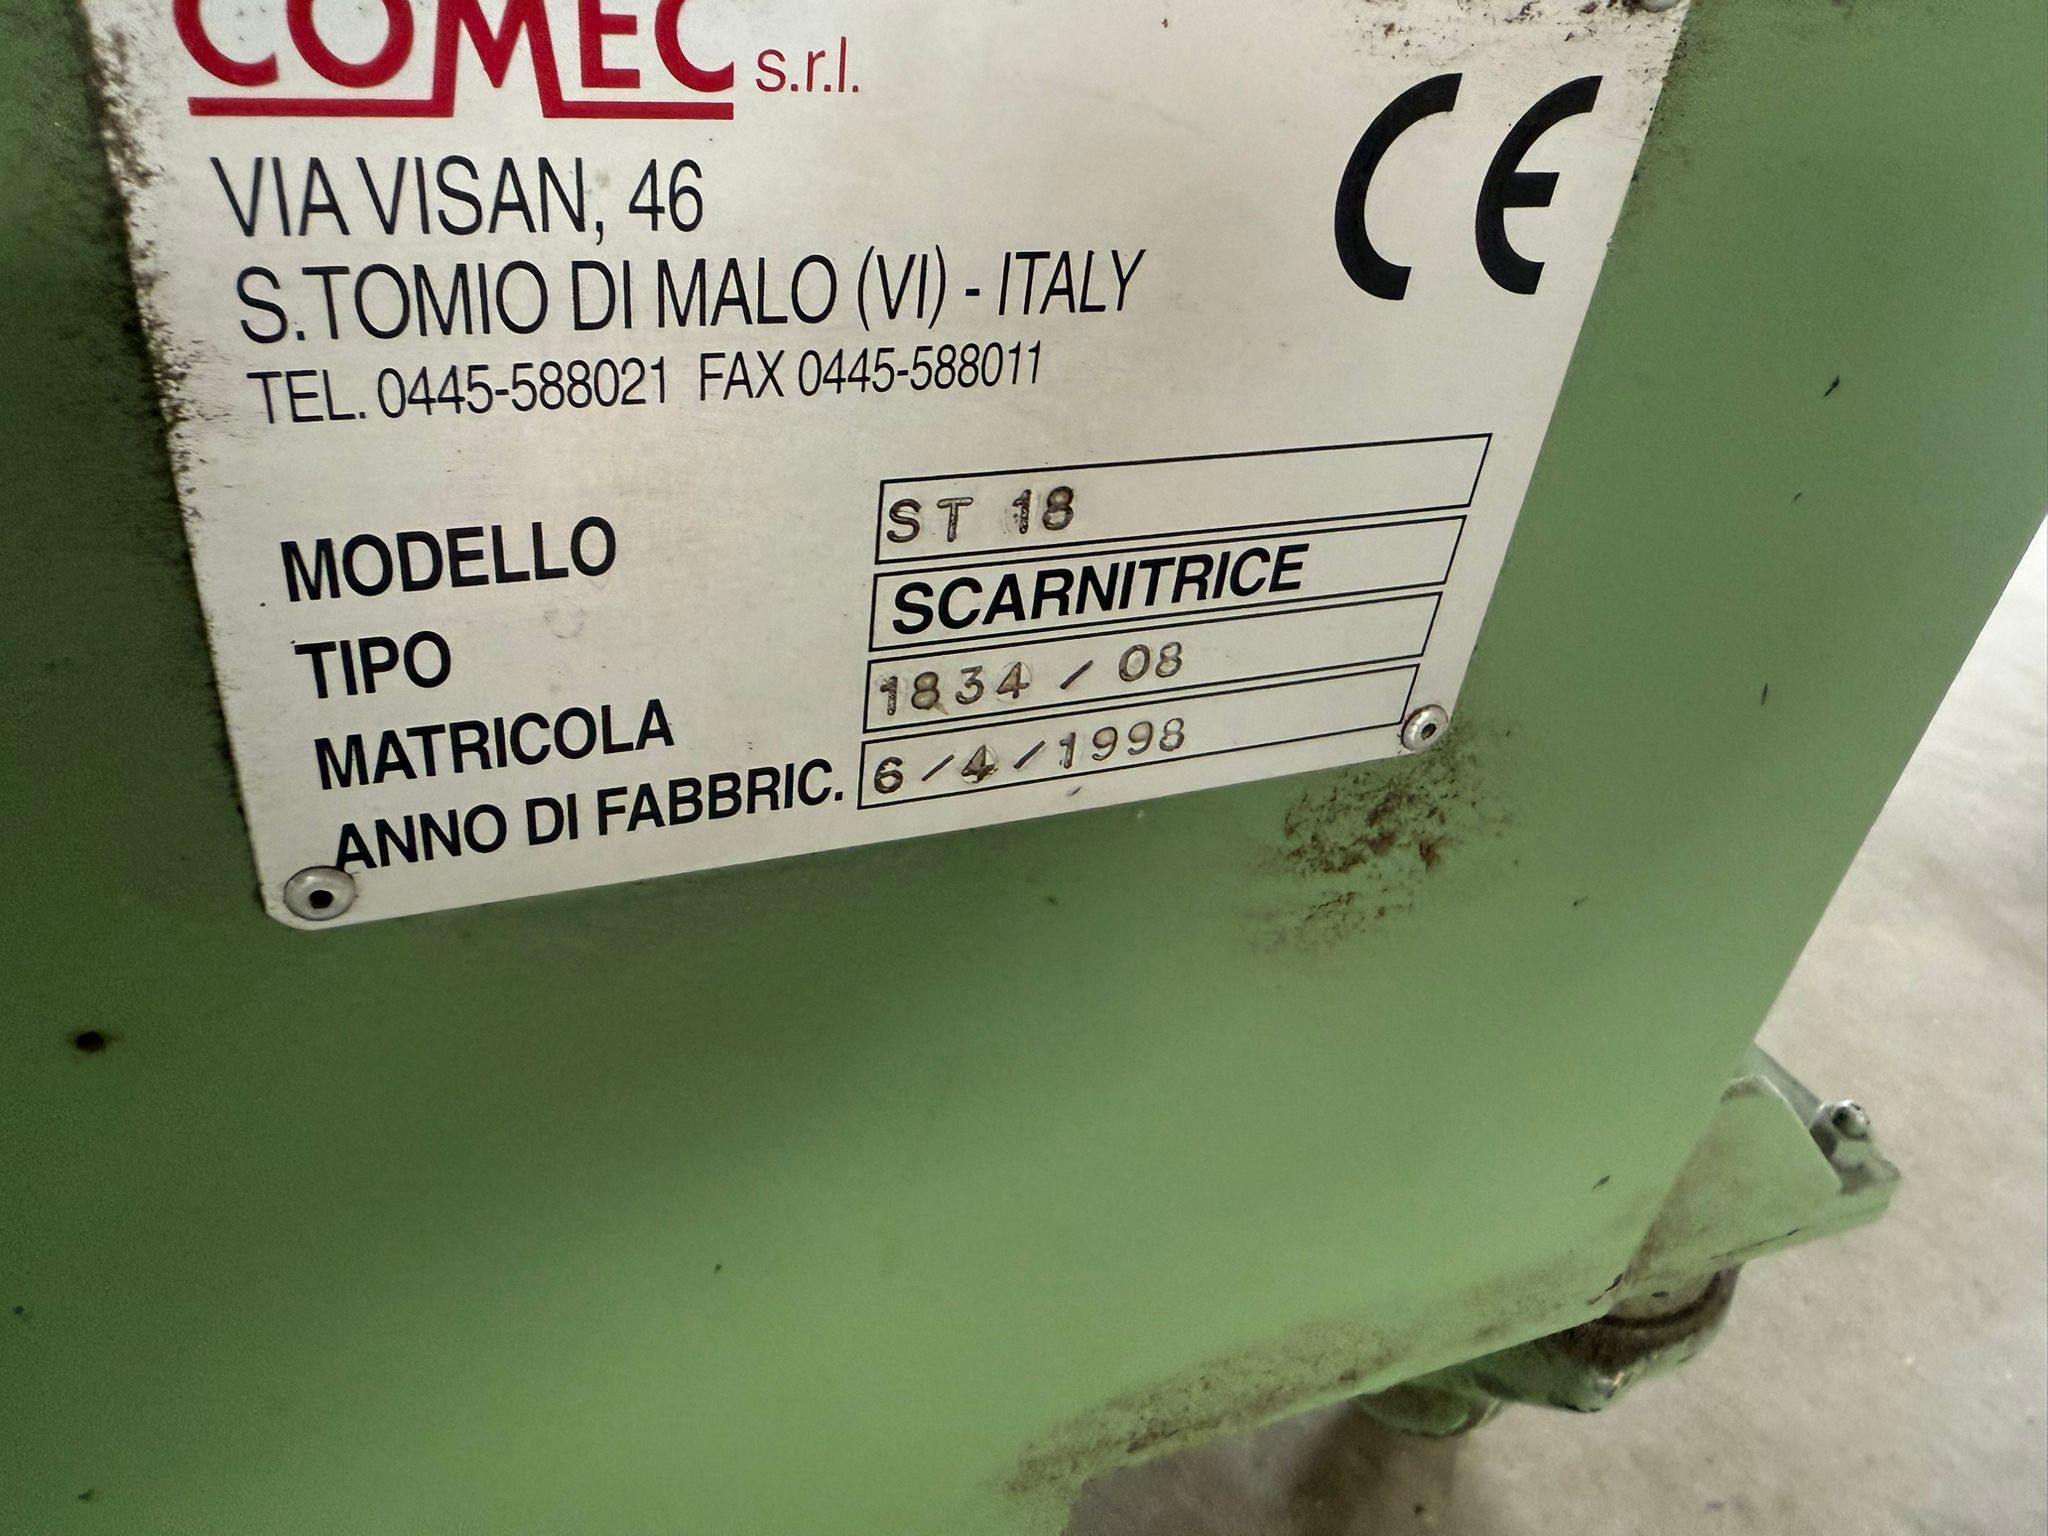 COMEC s.r.l.
CE
VIA VISAN, 46
S.TOMIO DI MALO (VI) - ITALY
TEL. 0445-588021 FAX 0445-588011
MODELLO ST 18
TIPO SCARNITRICE
MATRICOLA 1834 / 08
ANNO DI FABBRIC. 6/4/1998